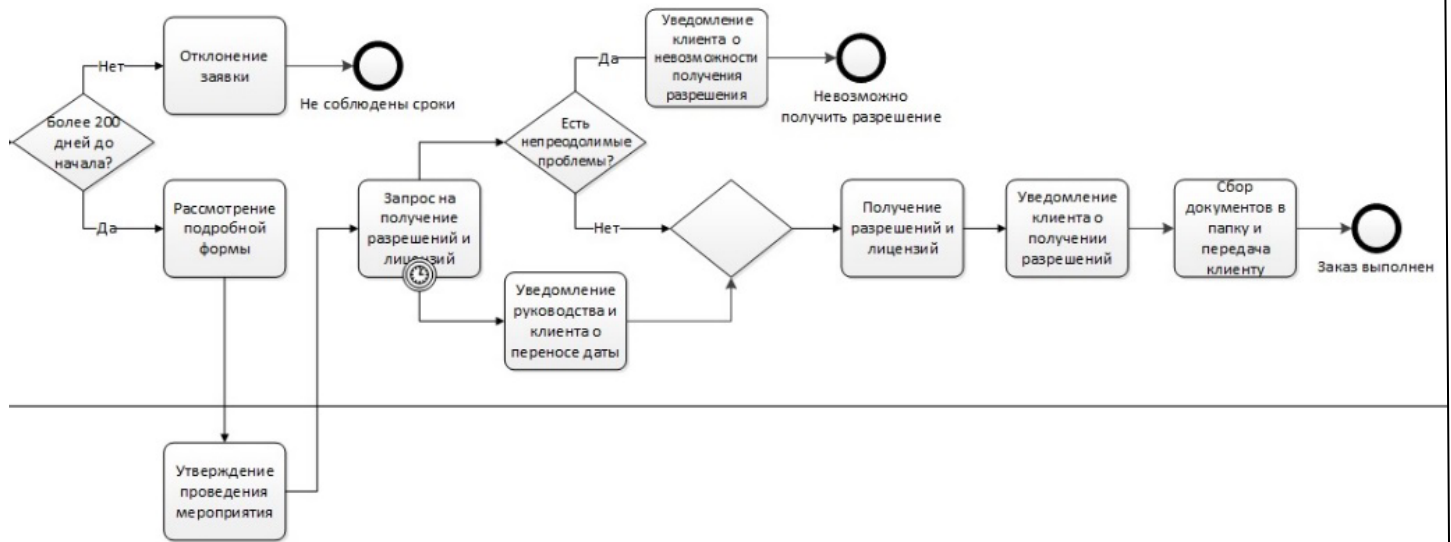 Нет
Отклонение
заявки
Не соблюдены сроки
Более 200
дней до
начала?
Да
Рассмотрение
подробной
формы
Утверждение
проведения
мероприятия
Запрос на
получение
разрешений и
лицензий
Есть
непреодолимые
проблемы?
Да
Уведомление
клиента о
невозможности
получения
разрешения
Невозможно
получить разрешение
Нет
Уведомление
руководства и
клиента о
переносе даты
Получение
разрешений и
лицензий
Уведомление
клиента о
получении
разрешений
Сбор
документов в
папку и
передача
клиенту
Заказ выполнен